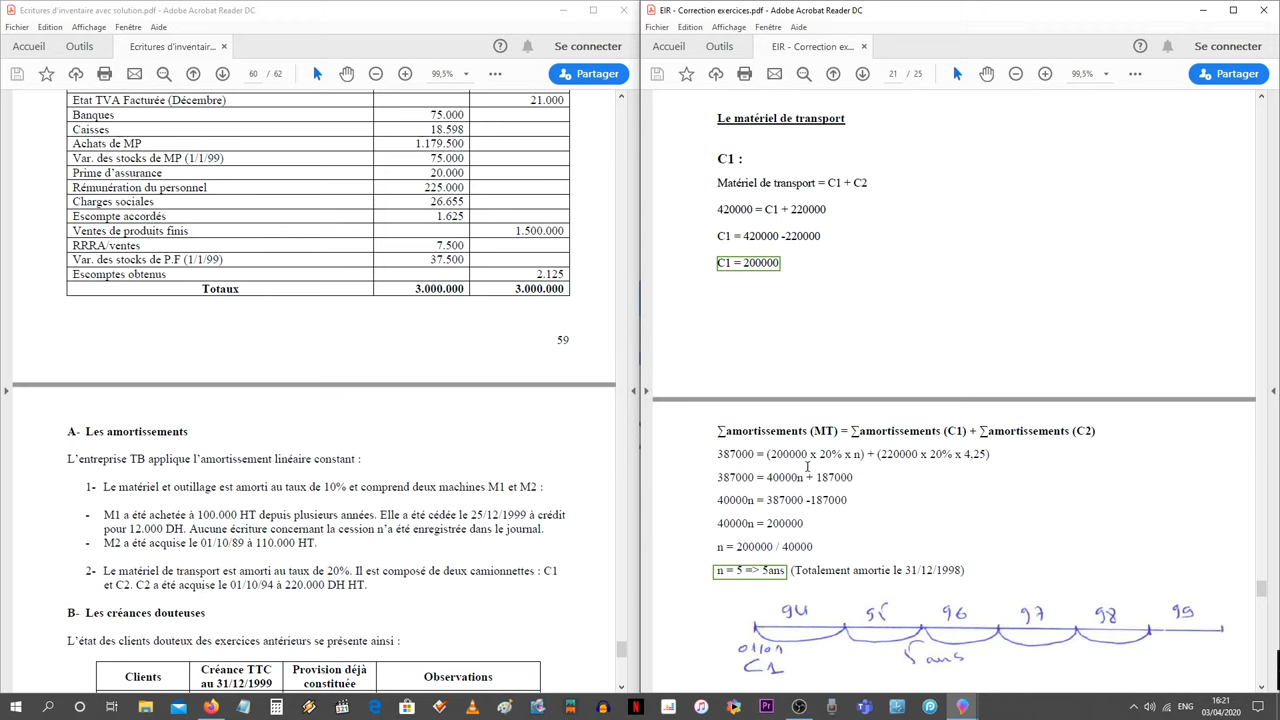 Ecritures d'inventaire avec solution.pdf - Adobe Acrobat Reader DC
Fichier Edition Affichage Fenêtre Aide
Accueil Outils Ecritures d'inventair... × Se connecter
60 / 62 99,5% Partager
Etat TVA Facturée (Décembre) 21.000
Banques 75.000
Caisses 18.598
Achats de MP 1.179.500
Var. des stocks de MP (1/1/99) 75.000
Prime d'assurance 20.000
Rémunération du personnel 225.000
Charges sociales 26.655
Escompte accordés 1.625
Ventes de produits finis 1.500.000
RRRA/ventes 7.500
Var. des stocks de P.F (1/1/99) 37.500
Escomptes obtenus 2.125
Totaux 3.000.000 3.000.000
59
A- Les amortissements
L'entreprise TB applique l'amortissement linéaire constant :
1- Le matériel et outillage est amorti au taux de 10% et comprend deux machines M1 et M2 :
- M1 a été achetée à 100.000 HT depuis plusieurs années. Elle a été cédée le 25/12/1999 à crédit
pour 12.000 DH. Aucune écriture concernant la cession n'a été enregistrée dans le journal.
- M2 a été acquise le 01/10/89 à 110.000 HT.
2- Le matériel de transport est amorti au taux de 20%. Il est composé de deux camionnettes : C1
et C2. C2 a été acquise le 01/10/94 à 220.000 DH HT.
B- Les créances douteuses
L'état des clients douteux des exercices antérieurs se présente ainsi :
Clients Créance TTC Provision déjà Observations
au 31/12/1999 constituée
EIR - Correction exercices.pdf - Adobe Acrobat Reader DC
Fichier Edition Affichage Fenêtre Aide
Accueil Outils EIR - Correction ex... × Se connecter
21 / 25 99,5% Partager
Le matériel de transport
C1 :
Matériel de transport = C1 + C2
420000 = C1 + 220000
C1 = 420000 -220000
C1 = 200000
∑amortissements (MT) = ∑amortissements (C1) + ∑amortissements (C2)
387000 = (200000 x 20% x n) + (220000 x 20% x 4,25)
387000 = 40000n + 187000
40000n = 387000 -187000
40000n = 200000
n = 200000 / 40000
n = 5 => 5ans (Totalement amortie le 31/12/1998)
94 95 96 97 98 99
01/01 5 ans
C1
ENG 16:21
03/04/2020